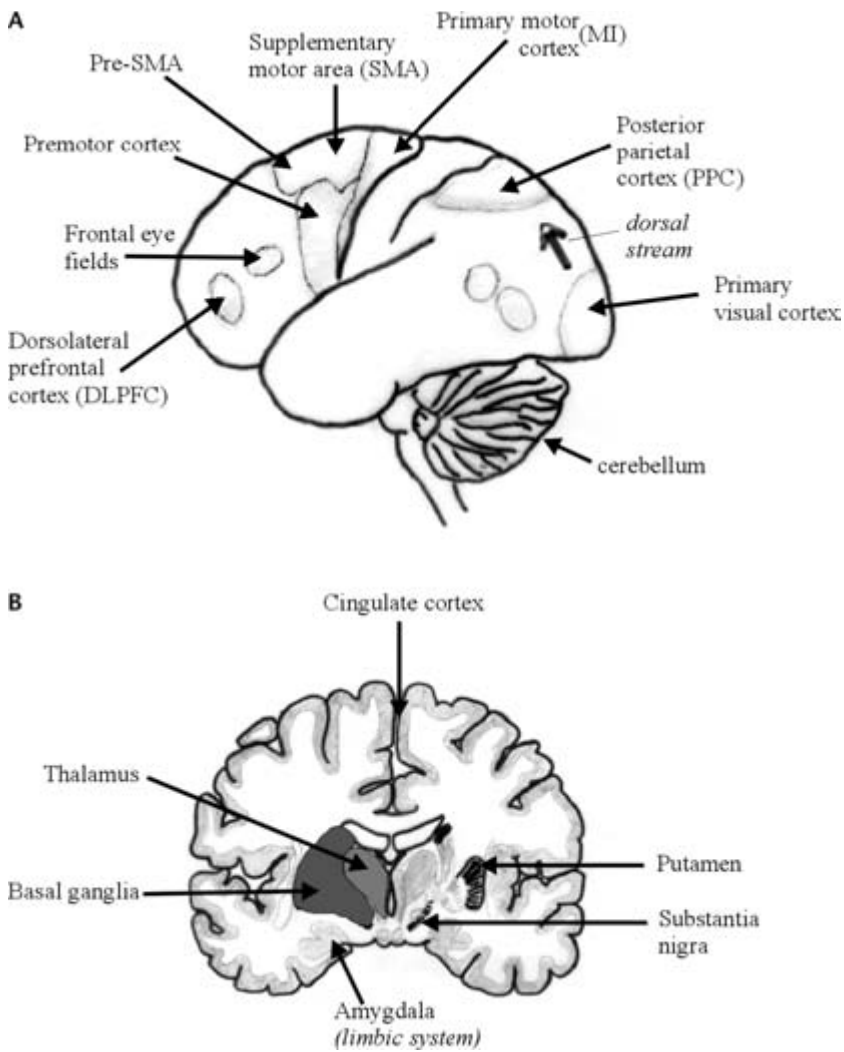 A
Pre-SMA
Supplementary
motor area (SMA)
Primary motor
cortex (MI)
Premotor cortex
Posterior
parietal
cortex (PPC)
Frontal eye
fields
dorsal
stream
Dorsolateral
prefrontal
cortex (DLPFC)
Primary
visual cortex
cerebellum
B
Cingulate cortex
Thalamus
Basal ganglia
Putamen
Substantia
nigra
Amygdala
(limbic system)